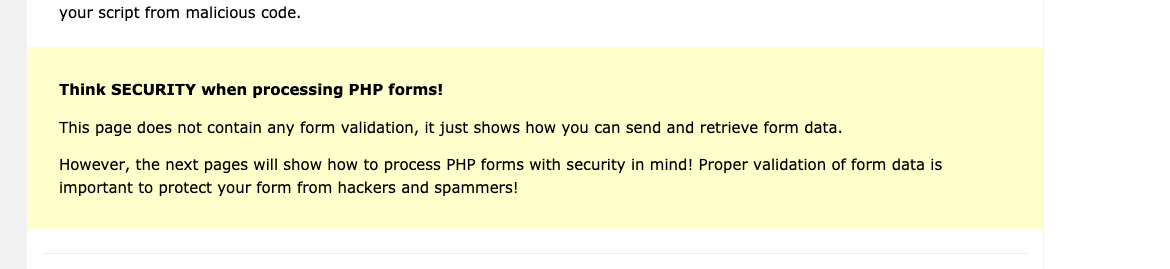 your script from malicious code.
Think SECURITY when processing PHP forms!
This page does not contain any form validation, it just shows how you can send and retrieve form data.
However, the next pages will show how to process PHP forms with security in mind! Proper validation of form data is
important to protect your form from hackers and spammers!